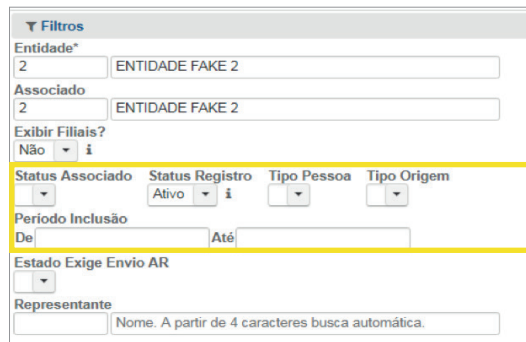 Filtros
Entidade*
2 ENTIDADE FAKE 2
Associado
2 ENTIDADE FAKE 2
Exibir Filiais?
Não i
Status Associado Status Registro Tipo Pessoa Tipo Origem
Ativo i
Período Inclusão
De Até
Estado Exige Envio AR
Representante
Nome. A partir de 4 caracteres busca automática.